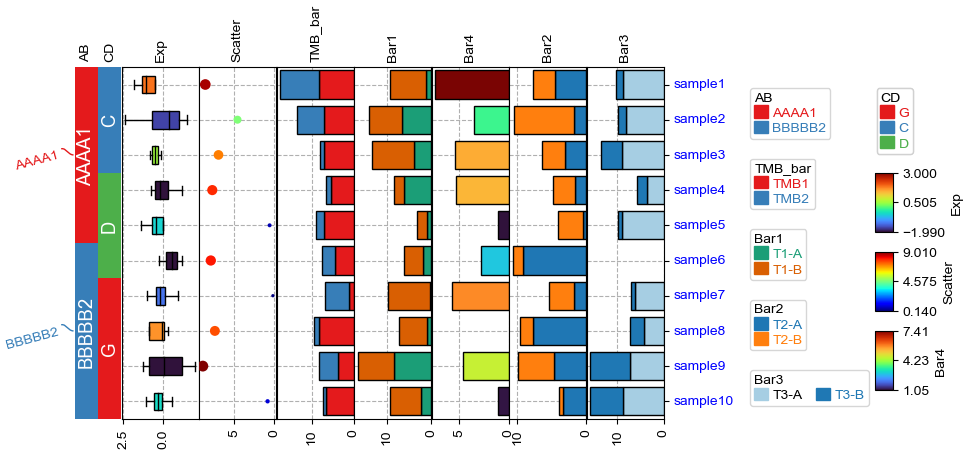 AB
CD
Exp
Scatter
TMB_bar
Bar1
Bar4
Bar2
Bar3
AAAA1
BBBBB2
AAAA1
BBBBB2
C
D
G
sample1
sample2
sample3
sample4
sample5
sample6
sample7
sample8
sample9
sample10
2.5
0.0
5
0
10
0
10
0
5
0
10
0
10
0
AB
AAAA1
BBBBB2
TMB_bar
TMB1
TMB2
Bar1
T1-A
T1-B
Bar2
T2-A
T2-B
Bar3
T3-A T3-B
CD
G
C
D
3.000
0.505
−1.990
Exp
9.010
4.575
0.140
Scatter
7.41
4.23
1.05
Bar4